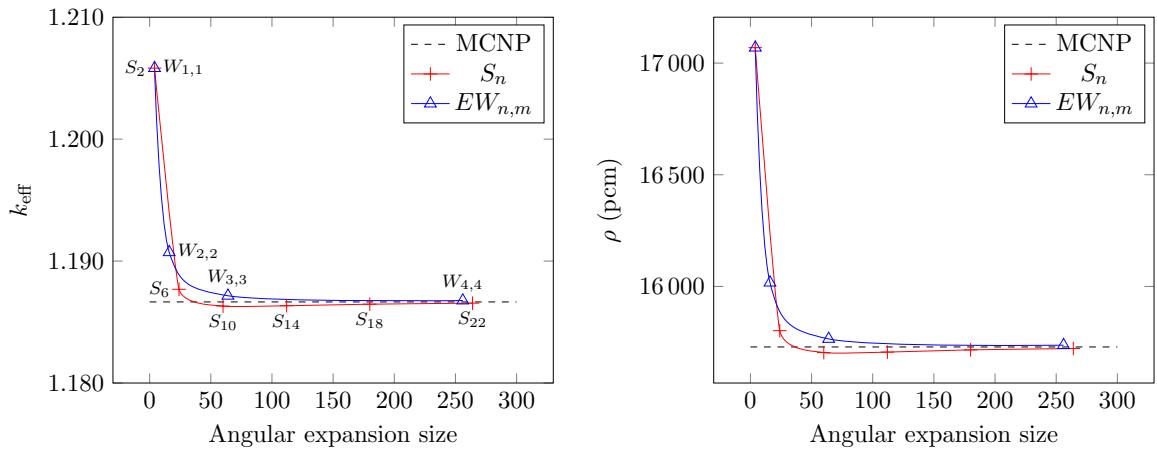 1.210
1.200
1.190
1.180
k_eff
0 50 100 150 200 250 300
Angular expansion size
MCNP
S_n
EW_{n,m}
S_2 W_{1,1}
W_{2,2}
S_6
W_{3,3}
S_10
S_14
S_18
W_{4,4}
S_22
17 000
16 500
16 000
ρ (pcm)
0 50 100 150 200 250 300
Angular expansion size
MCNP
S_n
EW_{n,m}